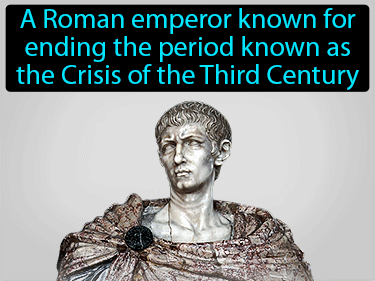 A Roman emperor known for
ending the period known as
the Crisis of the Third Century